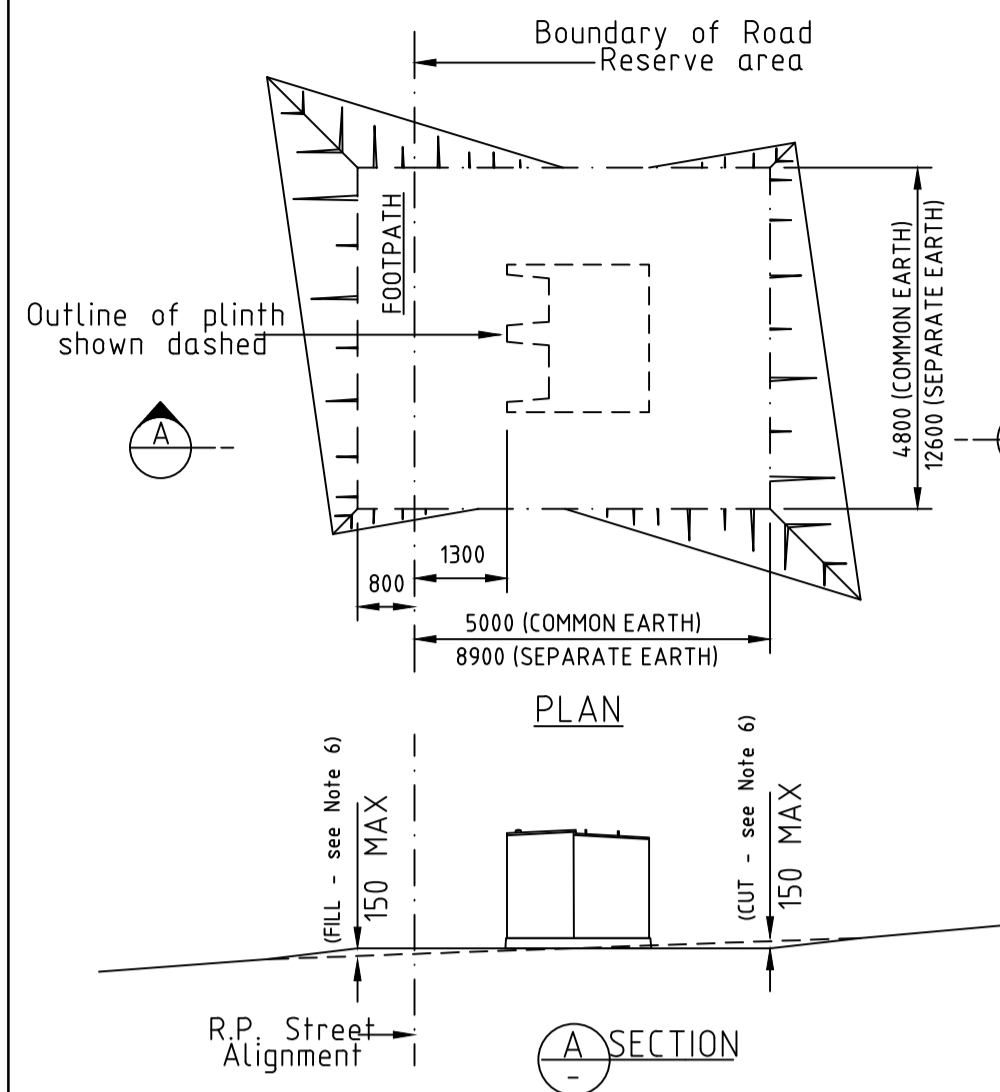 Boundary of Road
Reserve area
FOOTPATH
Outline of plinth
shown dashed
A
4800 (COMMON EARTH)
12600 (SEPARATE EARTH)
1300
800
5000 (COMMON EARTH)
8900 (SEPARATE EARTH)
PLAN
(FILL - see Note 6)
150 MAX
(CUT - see Note 6)
150 MAX
R.P. Street
Alignment
A SECTION
-